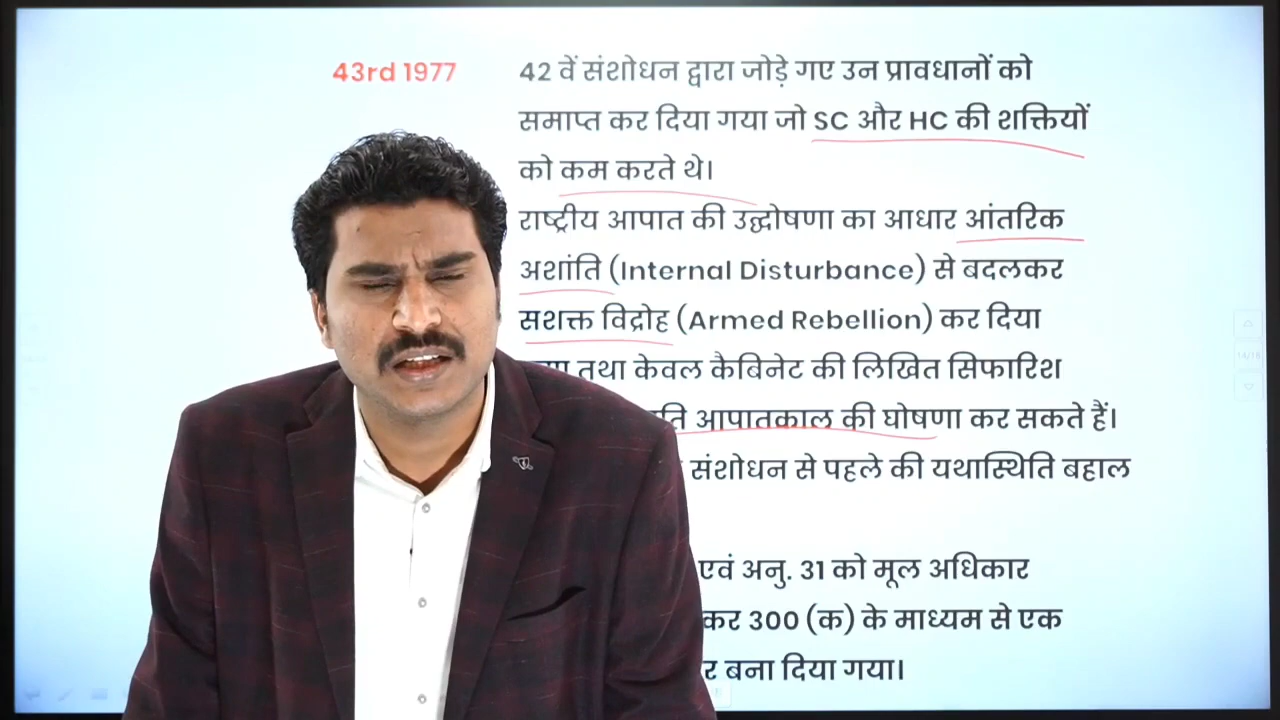 43rd 1977
42 वें संशोधन द्वारा जोड़े गए उन प्रावधानों को
समाप्त कर दिया गया जो SC और HC की शक्तियों
को कम करते थे।
राष्ट्रीय आपात की उद्घोषणा का आधार आंतरिक
अशांति (Internal Disturbance) से बदलकर
सशक्त विद्रोह (Armed Rebellion) कर दिया
तथा केवल कैबिनेट की लिखित सिफारिश
आपातकाल की घोषणा कर सकते हैं।
संशोधन से पहले की यथास्थिति बहाल
एवं अनु. 31 को मूल अधिकार
कर 300 (क) के माध्यम से एक
बना दिया गया।
14/18